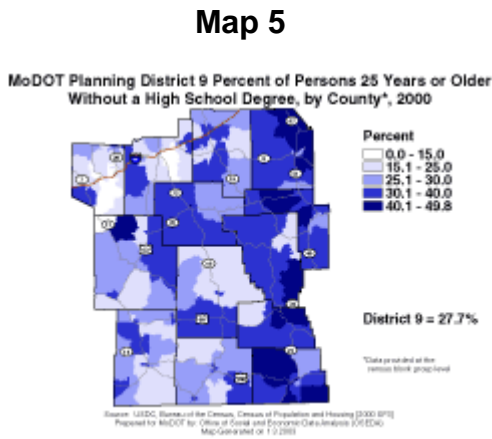 Map 5
MoDOT Planning District 9 Percent of Persons 25 Years or Older
Without a High School Degree, by County*, 2000
Percent
0.0 - 15.0
15.1 - 25.0
25.1 - 30.0
30.1 - 40.0
40.1 - 49.8
District 9 = 27.7%
*Data provided at the
census block group level
Source: USDC, Bureau of the Census, Census of Population and Housing [2000 SF3]
Prepared for MoDOT by: Office of Social and Economic Data Analysis (OSEDA)
Map Generated on